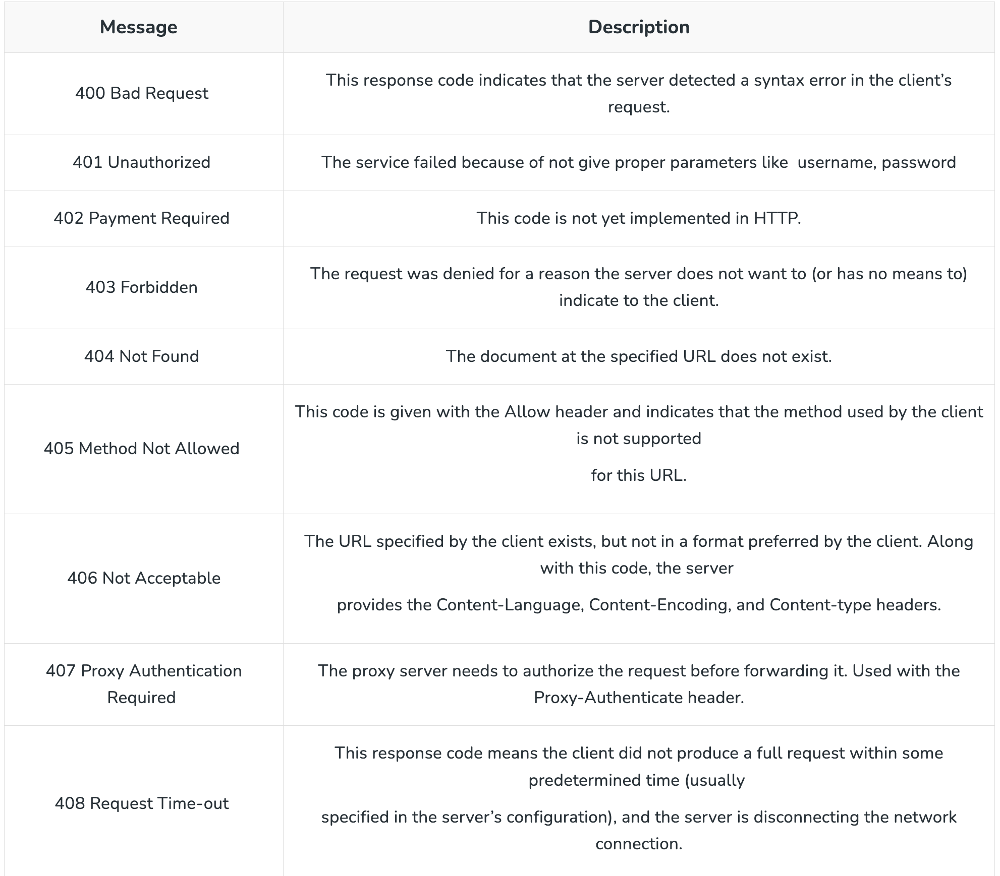 Message
Description
400 Bad Request
This response code indicates that the server detected a syntax error in the client’s
request.
401 Unauthorized
The service failed because of not give proper parameters like  username, password
402 Payment Required
This code is not yet implemented in HTTP.
403 Forbidden
The request was denied for a reason the server does not want to (or has no means to)
indicate to the client.
404 Not Found
The document at the specified URL does not exist.
405 Method Not Allowed
This code is given with the Allow header and indicates that the method used by the client
is not supported
for this URL.
406 Not Acceptable
The URL specified by the client exists, but not in a format preferred by the client. Along
with this code, the server
provides the Content-Language, Content-Encoding, and Content-type headers.
407 Proxy Authentication
Required
The proxy server needs to authorize the request before forwarding it. Used with the
Proxy-Authenticate header.
408 Request Time-out
This response code means the client did not produce a full request within some
predetermined time (usually
specified in the server’s configuration), and the server is disconnecting the network
connection.